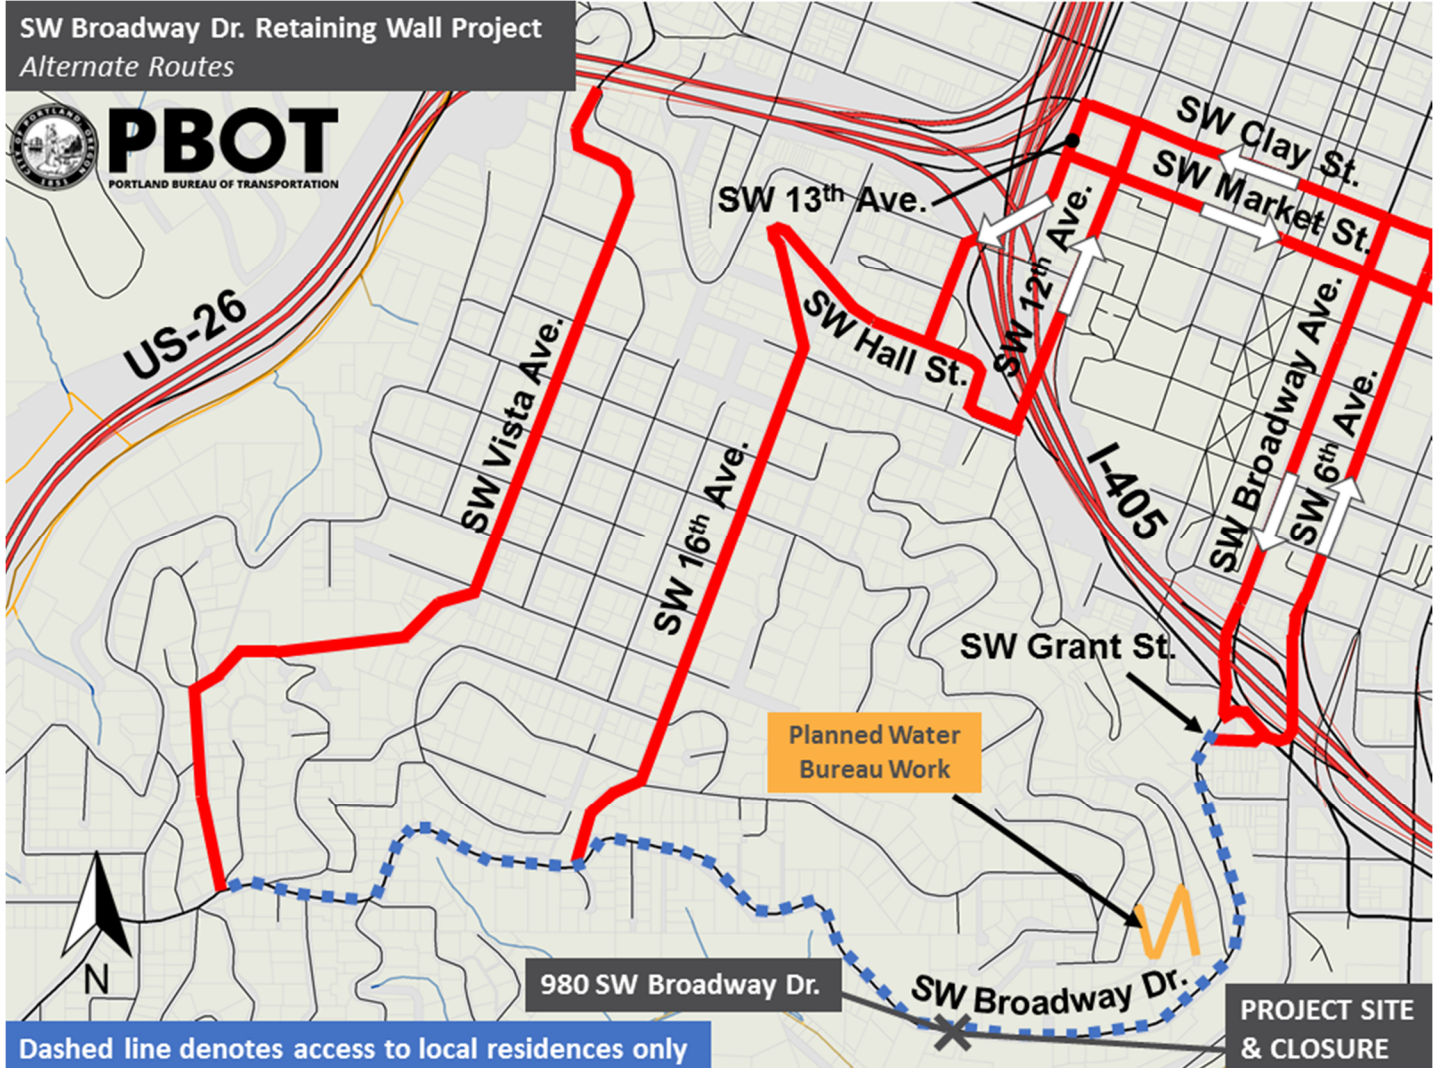 SW Broadway Dr. Retaining Wall Project
Alternate Routes
PBOT
PORTLAND BUREAU OF TRANSPORTATION
US-26
SW Clay St.
SW Market St.
SW 13th Ave.
SW 12th Ave.
SW Hall St.
SW Vista Ave.
SW 16th Ave.
SW Broadway Ave.
SW 6th Ave.
I-405
SW Grant St.
Planned Water
Bureau Work
SW Broadway Dr.
980 SW Broadway Dr.
N
PROJECT SITE
& CLOSURE
Dashed line denotes access to local residences only